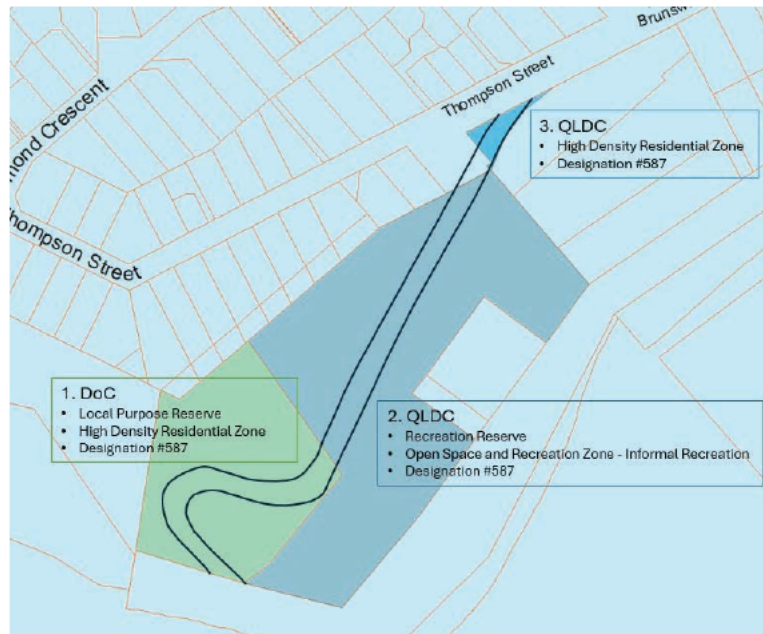 Brunsw
Thompson Street
mond Crescent
3. QLDC
• High Density Residential Zone
• Designation #587
Thompson Street
1. DoC
• Local Purpose Reserve
• High Density Residential Zone
• Designation #587
2. QLDC
• Recreation Reserve
• Open Space and Recreation Zone - Informal Recreation
• Designation #587